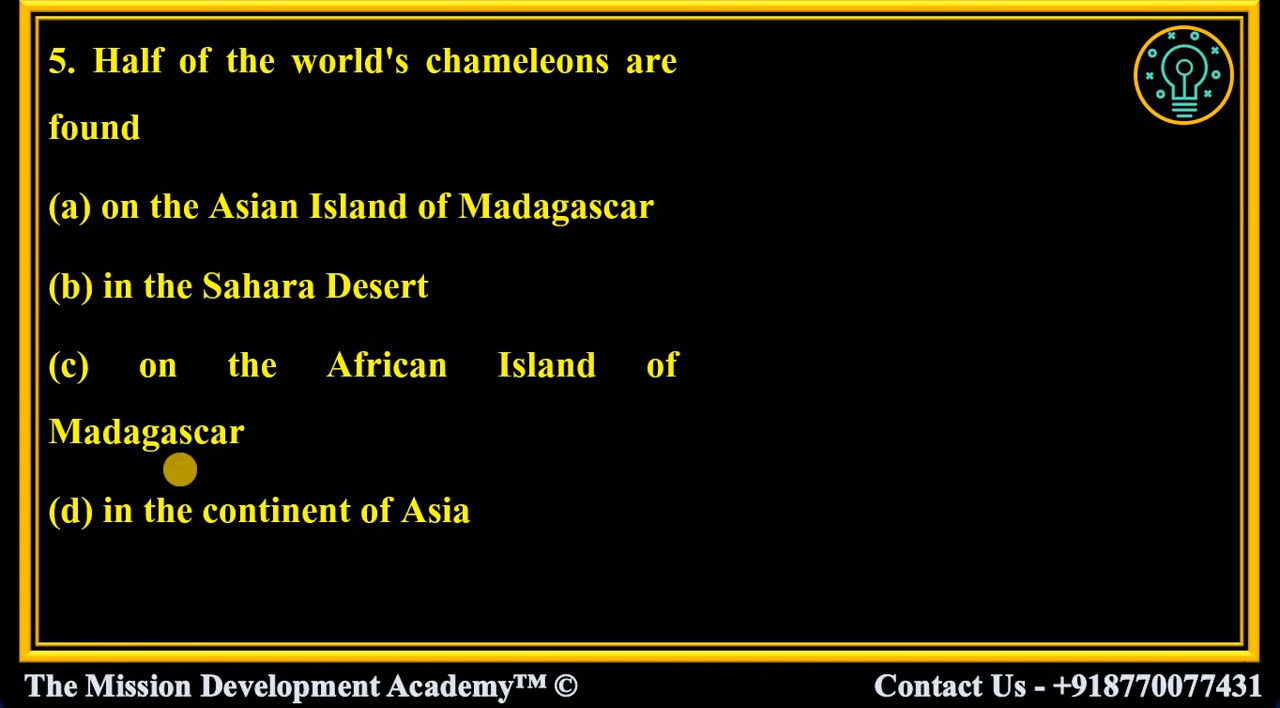 5. Half of the world's chameleons are
found
(a) on the Asian Island of Madagascar
(b) in the Sahara Desert
(c) on the African Island of
Madagascar
(d) in the continent of Asia
The Mission Development Academy™ ©
Contact Us - +918770077431